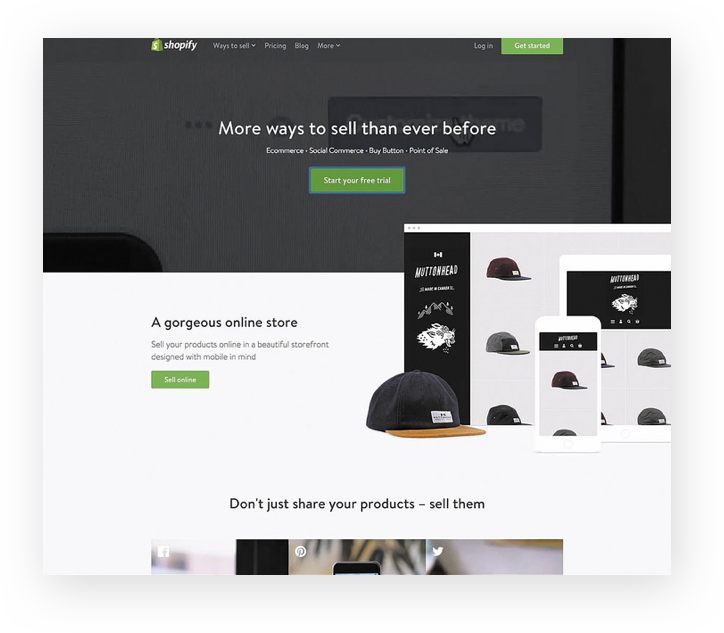 shopify
Ways to sell Pricing Blog More Log in Get started
More ways to sell than ever before
Ecommerce • Social Commerce • Buy Button • Point of Sale
Start your free trial
MUTTONHEAD
MADE IN CANADA
MUTTONHEAD
MADE IN CANADA
A gorgeous online store
Sell your products online in a beautiful storefront
designed with mobile in mind
Sell online
MUTTONHEAD
Don't just share your products – sell them